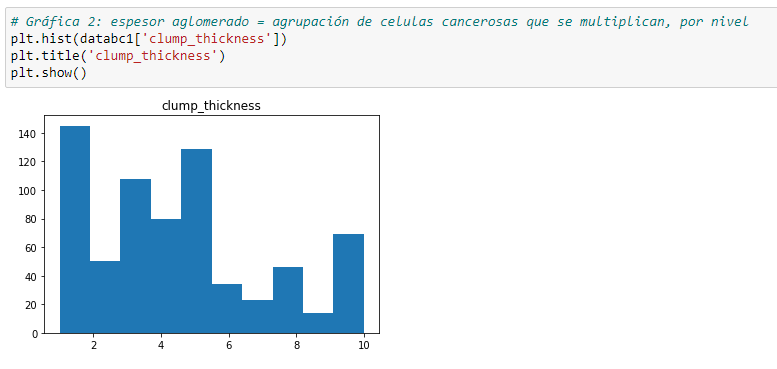 # Gráfica 2: espesor aglomerado = agrupación de celulas cancerosas que se multiplican, por nivel
plt.hist(databc1['clump_thickness'])
plt.title('clump_thickness')
plt.show()
clump_thickness
140
120
100
80
60
40
20
0
2 4 6 8 10